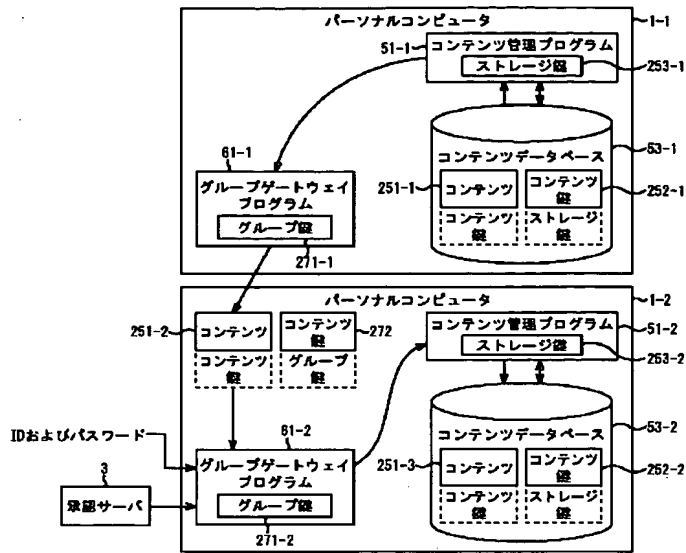 パーソナルコンピュータ
1-1
51-1
コンテンツ管理プログラム
ストレージ鍵
253-1
61-1
グループゲートウェイ
プログラム
グループ鍵
271-1
コンテンツデータベース
53-1
251-1
コンテンツ
コンテンツ
鍵
252-1
コンテンツ
鍵
ストレージ
鍵
パーソナルコンピュータ
1-2
251-2
コンテンツ
コンテンツ
鍵
272
コンテンツ
鍵
グループ鍵
コンテンツ管理プログラム
51-2
ストレージ鍵
253-2
IDおよびパスワード
61-2
グループゲートウェイ
プログラム
グループ鍵
271-2
3
承認サーバ
コンテンツデータベース
53-2
251-3
コンテンツ
コンテンツ
鍵
252-2
コンテンツ
鍵
ストレージ
鍵